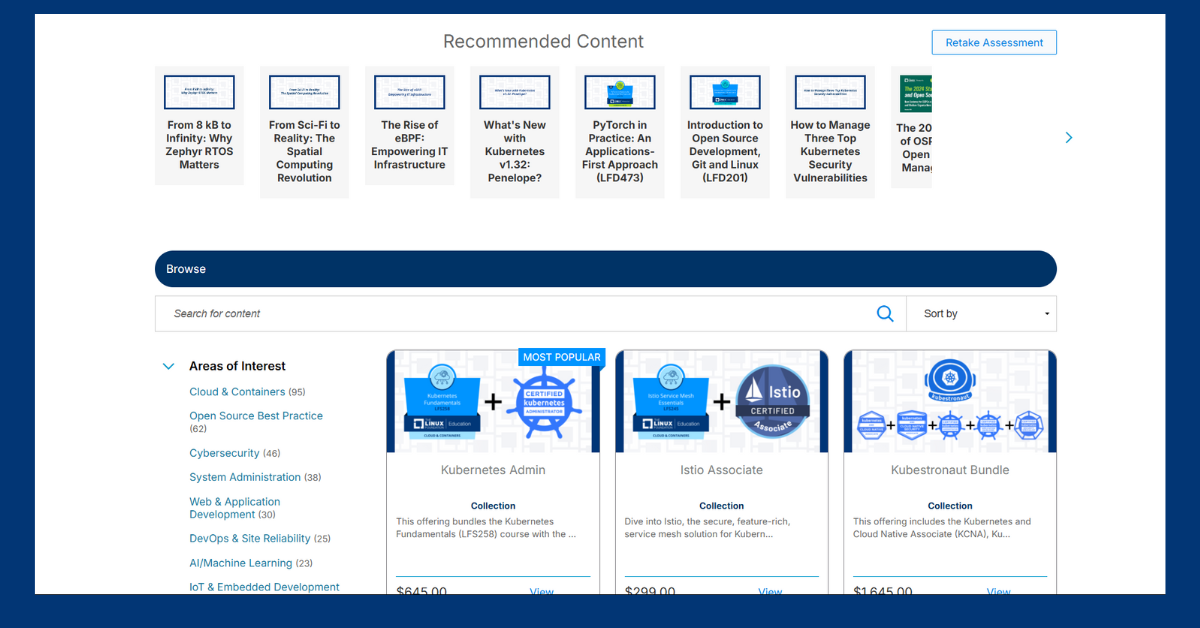 Recommended Content
Retake Assessment
From 8 kB to
Infinity: Why
Zephyr RTOS
Matters
From Sci-Fi to
Reality: The
Spatial
Computing
Revolution
The Rise of
eBPF:
Empowering IT
Infrastructure
What's New
with
Kubernetes
v1.32:
Penelope?
PyTorch in
Practice: An
Applications-
First Approach
(LFD473)
Introduction to
Open Source
Development,
Git and Linux
(LFD201)
How to Manage
Three Top
Kubernetes
Security
Vulnerabilities
The 20
of OSP
Open
Manag
Browse
Search for content
Sort by
Areas of Interest
Cloud & Containers (95)
Open Source Best Practice
(62)
Cybersecurity (46)
System Administration (38)
Web & Application
Development (30)
DevOps & Site Reliability (25)
AI/Machine Learning (23)
IoT & Embedded Development
MOST POPULAR
Kubernetes
Fundamentals
LFS258
LINUX Education
CLOUD & CONTAINERS
+
CERTIFIED
kubernetes
ADMINISTRATOR
Kubernetes Admin
Collection
This offering bundles the Kubernetes
Fundamentals (LFS258) course with the ...
$645.00
View
Istio Service Mesh
Essentials
LINUX Education
CLOUD & CONTAINERS
+
Istio
CERTIFIED
Associate
Istio Associate
Collection
Dive into Istio, the secure, feature-rich,
service mesh solution for Kubern...
$299.00
View
Kubestronaut
+ + + +
Kubestronaut Bundle
Collection
This offering includes the Kubernetes and
Cloud Native Associate (KCNA), Ku...
$1,645.00
View